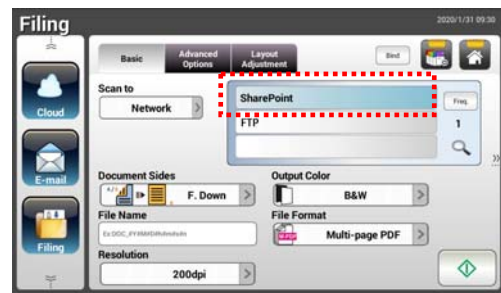 Filing
2020/1/31 09:30
Basic
Advanced Options
Layout Adjustment
Bind
Scan to
Network
SharePoint
FTP
Freq.
1
Cloud
E-mail
Filing
Document Sides
F. Down
Output Color
B&W
File Name
File Format
Multi-page PDF
Resolution
200dpi